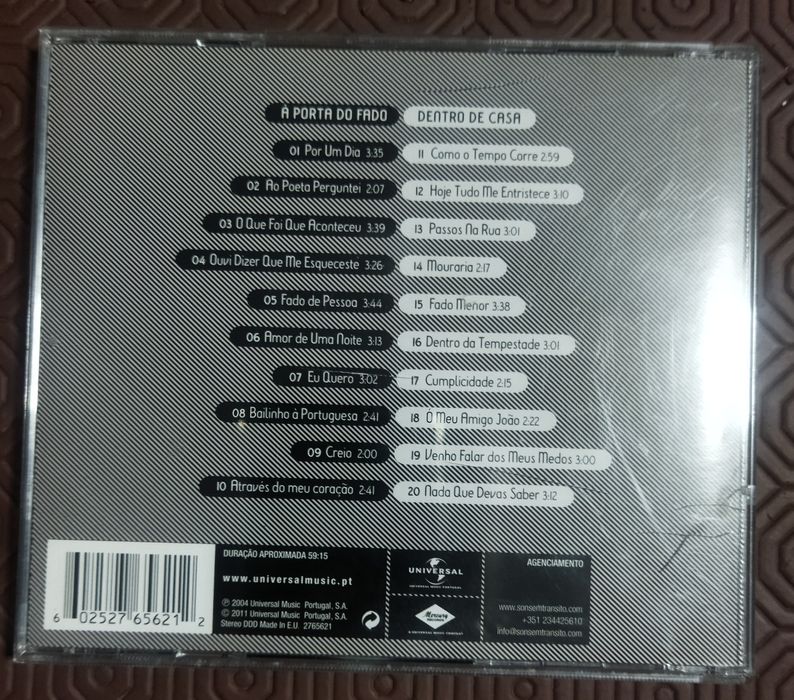 À PORTA DO FADO
01 Por Um Dia 3:35
02 Ao Poeta Perguntei 2:07
03 O Que Foi Que Aconteceu 3:39
04 Ouvi Dizer Que Me Esqueceste 3:26
05 Fado de Pessoa 3:44
06 Amor de Uma Noite 3:13
07 Eu Quero 3:02
08 Bailinho à Portuguesa 2:41
09 Creio 2:00
10 Através do meu coração 2:41
DENTRO DE CASA
11 Como o Tempo Corre 2:59
12 Hoje Tudo Me Entristece 3:10
13 Passos Na Rua 3:01
14 Mouraria 2:17
15 Fado Menor 3:38
16 Dentro da Tempestade 3:01
17 Cumplicidade 2:15
18 Ó Meu Amigo João 2:22
19 Venho Falar dos Meus Medos 3:00
20 Nada Que Devas Saber 3:12
6 02527 65621 2
DURAÇÃO APROXIMADA 59:15
www.universalmusic.pt
℗ 2004 Universal Music Portugal, S.A.
© 2011 Universal Music Portugal, S.A.
Stereo DDD Made In E.U. 2765621
UNIVERSAL
UNIVERSAL MUSIC PORTUGAL
Mercury
RECORDS
A UNIVERSAL MUSIC COMPANY
AGENCIAMENTO
www.sonsemtransito.com
+351 234425610
info@sonsemtransito.com